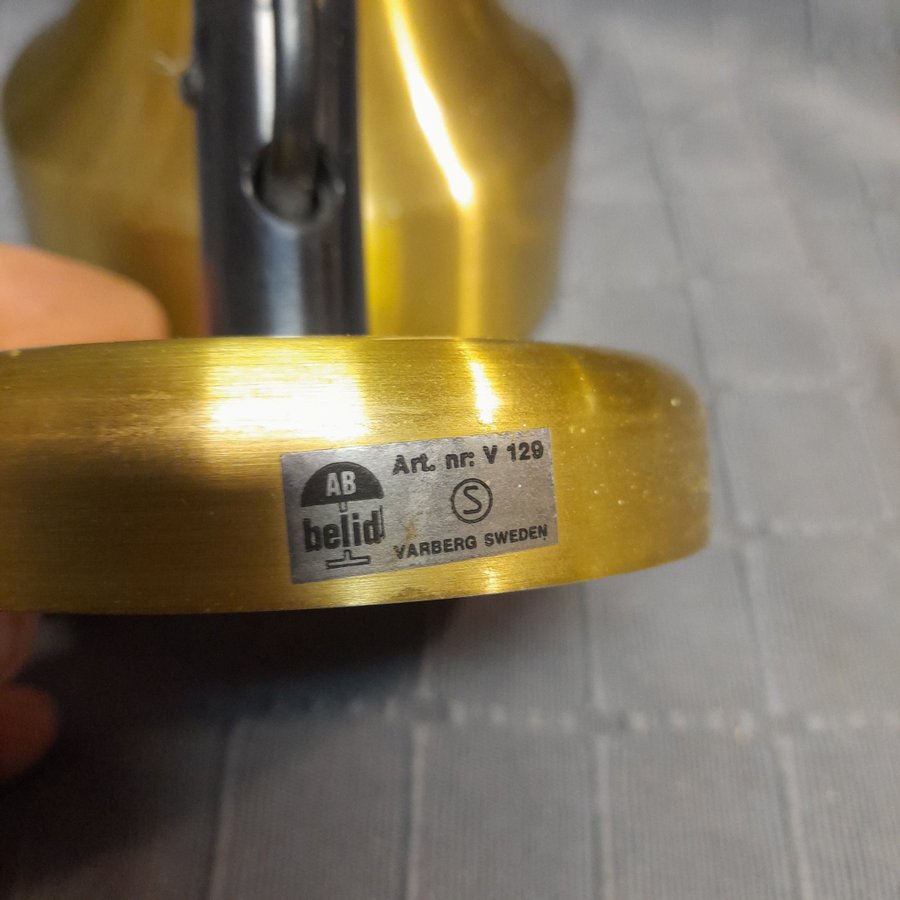 AB
belid
Art. nr: V 129
S
VARBERG SWEDEN